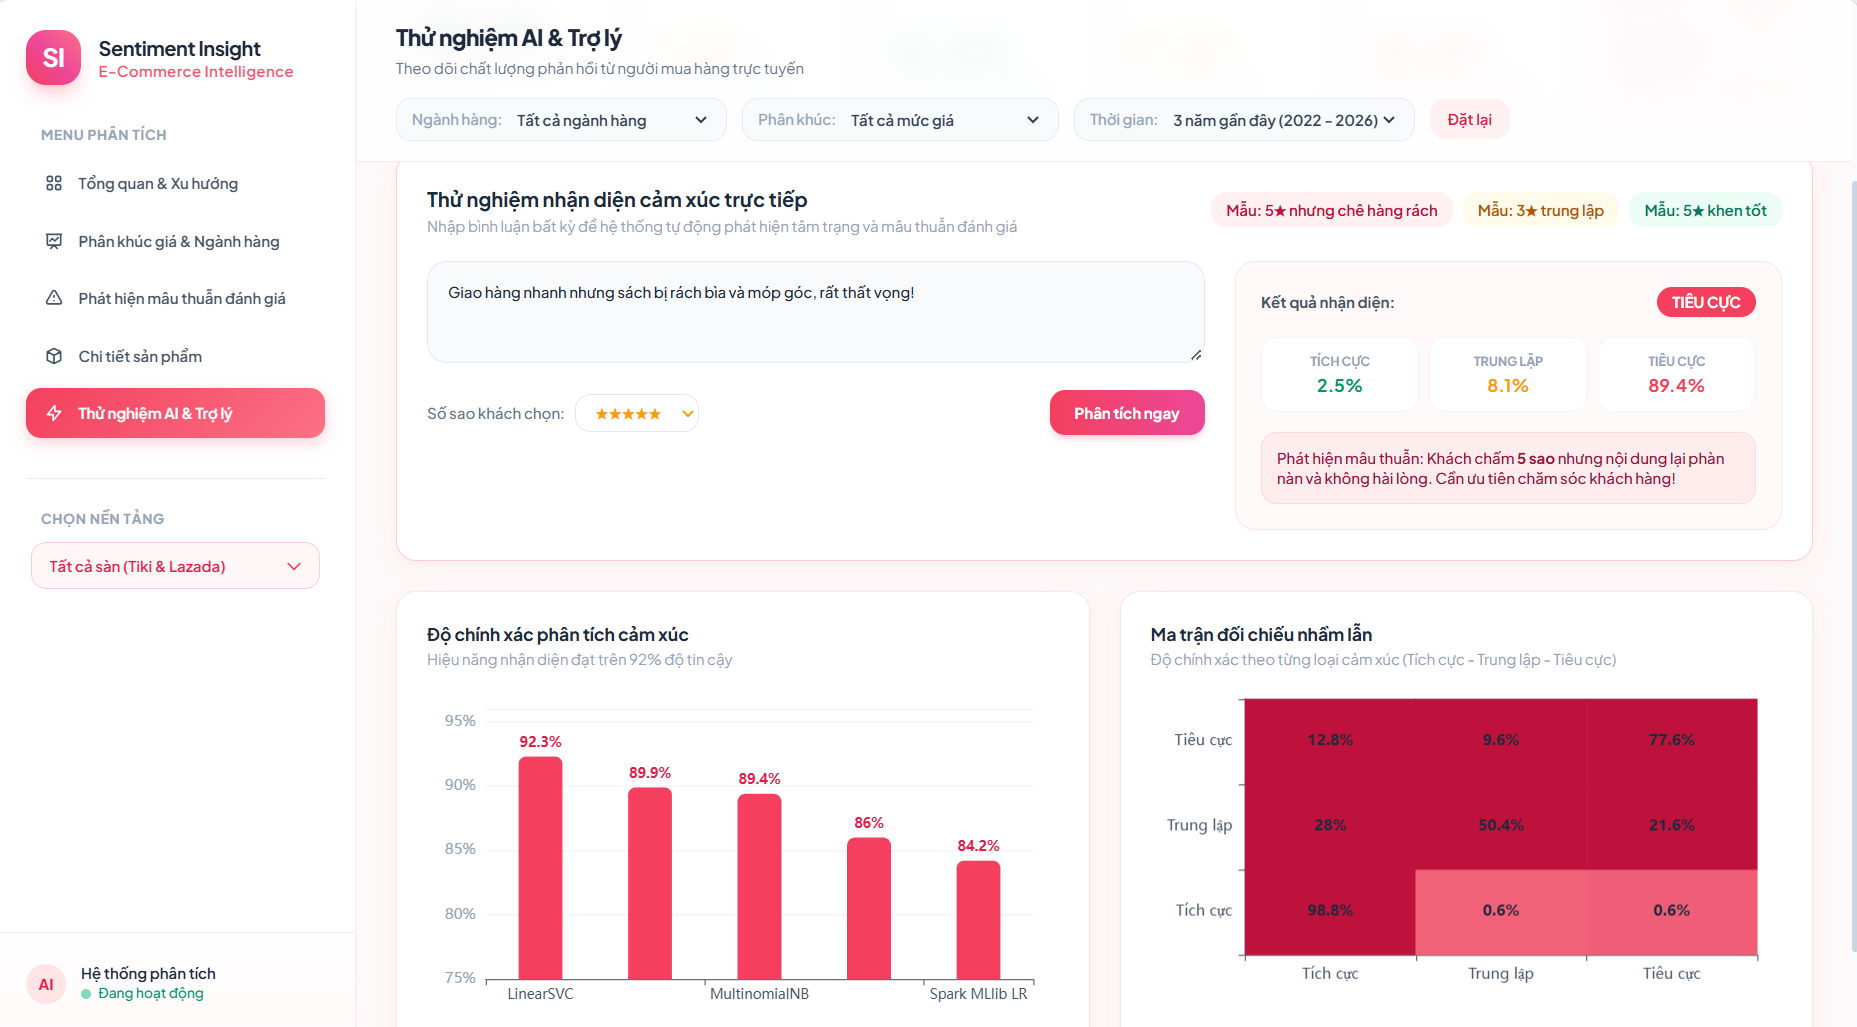 SI
Sentiment Insight
E-Commerce Intelligence
MENU PHÂN TÍCH
Tổng quan & Xu hướng
Phân khúc giá & Ngành hàng
Phát hiện mâu thuẫn đánh giá
Chi tiết sản phẩm
Thử nghiệm AI & Trợ lý
CHỌN NỀN TẢNG
Tất cả sàn (Tiki & Lazada)
AI
Hệ thống phân tích
Đang hoạt động
Thử nghiệm AI & Trợ lý
Theo dõi chất lượng phản hồi từ người mua hàng trực tuyến
Ngành hàng: Tất cả ngành hàng
Phân khúc: Tất cả mức giá
Thời gian: 3 năm gần đây (2022 - 2026)
Đặt lại
Thử nghiệm nhận diện cảm xúc trực tiếp
Nhập bình luận bất kỳ để hệ thống tự động phát hiện tâm trạng và mâu thuẫn đánh giá
Mẫu: 5★ nhưng chê hàng rách
Mẫu: 3★ trung lập
Mẫu: 5★ khen tốt
Giao hàng nhanh nhưng sách bị rách bìa và móp góc, rất thất vọng!
Số sao khách chọn: ★★★★★
Phân tích ngay
Kết quả nhận diện:
TIÊU CỰC
TÍCH CỰC
2.5%
TRUNG LẬP
8.1%
TIÊU CỰC
89.4%
Phát hiện mâu thuẫn: Khách chấm 5 sao nhưng nội dung lại phàn
nàn và không hài lòng. Cần ưu tiên chăm sóc khách hàng!
Độ chính xác phân tích cảm xúc
Hiệu năng nhận diện đạt trên 92% độ tin cậy
95%
90%
85%
80%
75%
92.3%
89.9%
89.4%
86%
84.2%
LinearSVC
MultinomialNB
Spark MLlib LR
Ma trận đối chiếu nhầm lẫn
Độ chính xác theo từng loại cảm xúc (Tích cực - Trung lập - Tiêu cực)
Tiêu cực 12.8% 9.6% 77.6%
Trung lập 28% 50.4% 21.6%
Tích cực 98.8% 0.6% 0.6%
Tích cực Trung lập Tiêu cực